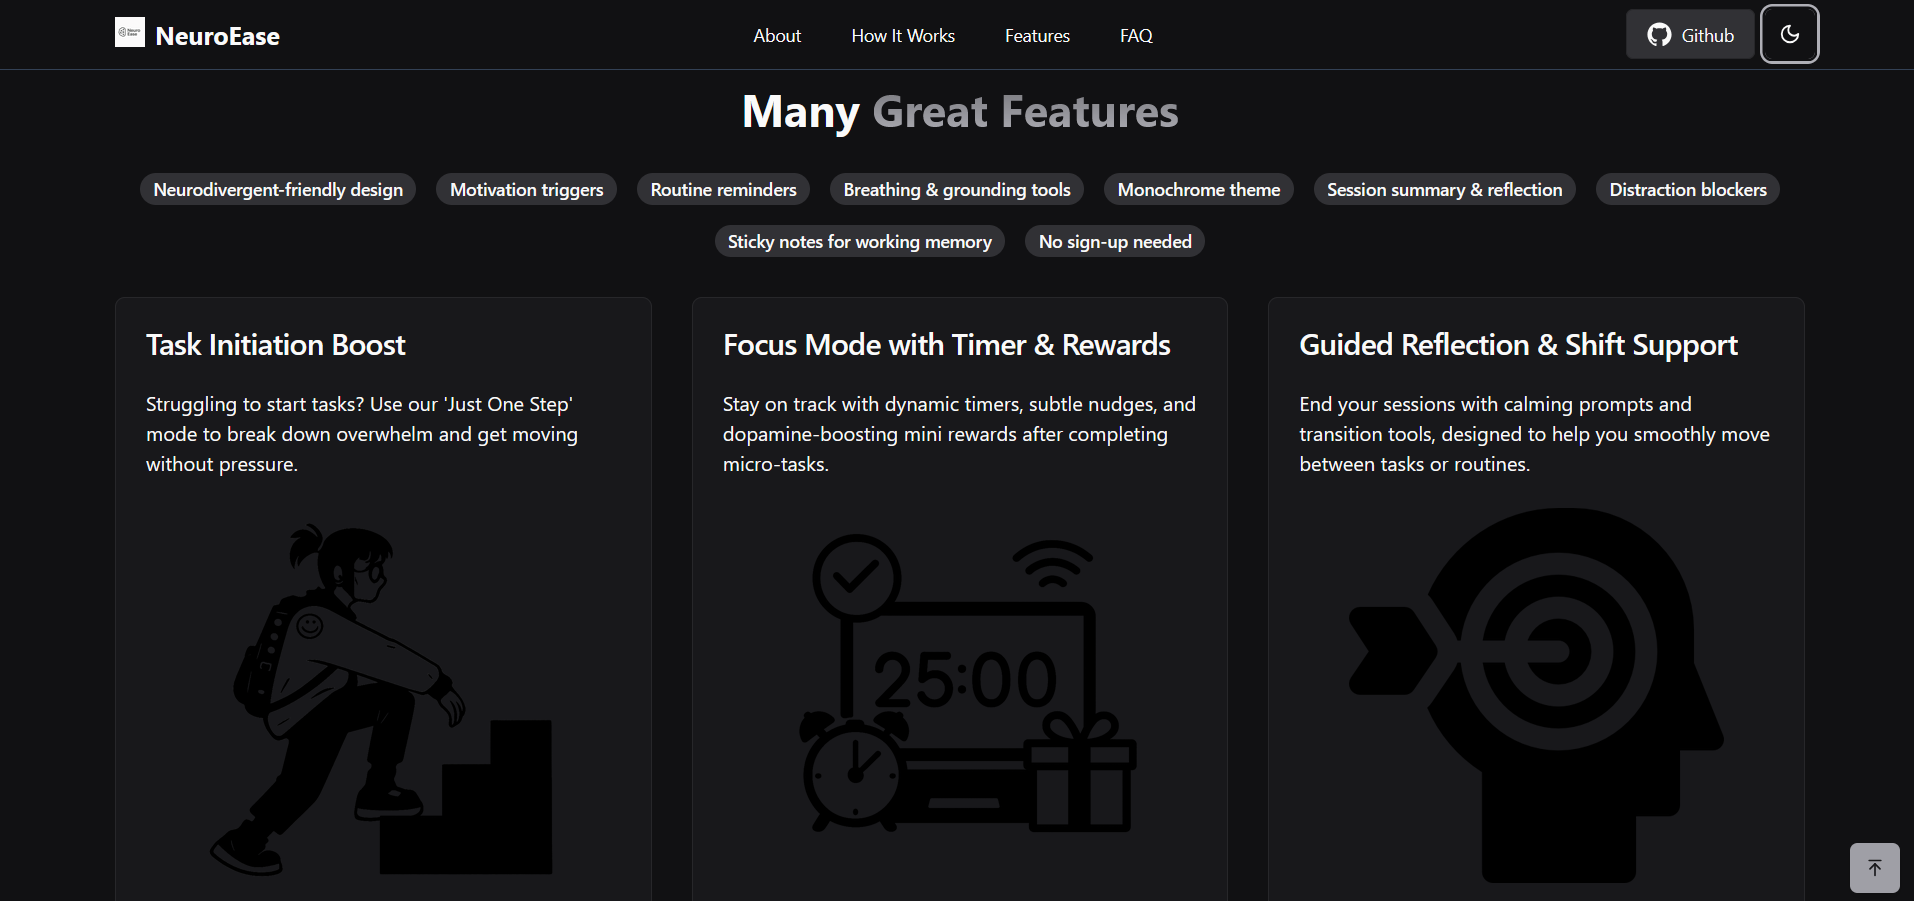 NeuroEase
About
How It Works
Features
FAQ
Github
Many Great Features
Neurodivergent-friendly design
Motivation triggers
Routine reminders
Breathing & grounding tools
Monochrome theme
Session summary & reflection
Distraction blockers
Sticky notes for working memory
No sign-up needed
Task Initiation Boost
Struggling to start tasks? Use our 'Just One Step'
mode to break down overwhelm and get moving
without pressure.
Focus Mode with Timer & Rewards
Stay on track with dynamic timers, subtle nudges, and
dopamine-boosting mini rewards after completing
micro-tasks.
25:00
Guided Reflection & Shift Support
End your sessions with calming prompts and
transition tools, designed to help you smoothly move
between tasks or routines.